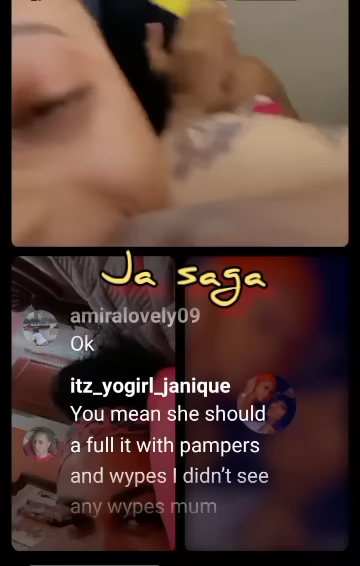 Ja saga
amiralovely09
Ok
itz_yogirl_janique
You mean she should
a full it with pampers
and wypes I didn't see
any wypes mum